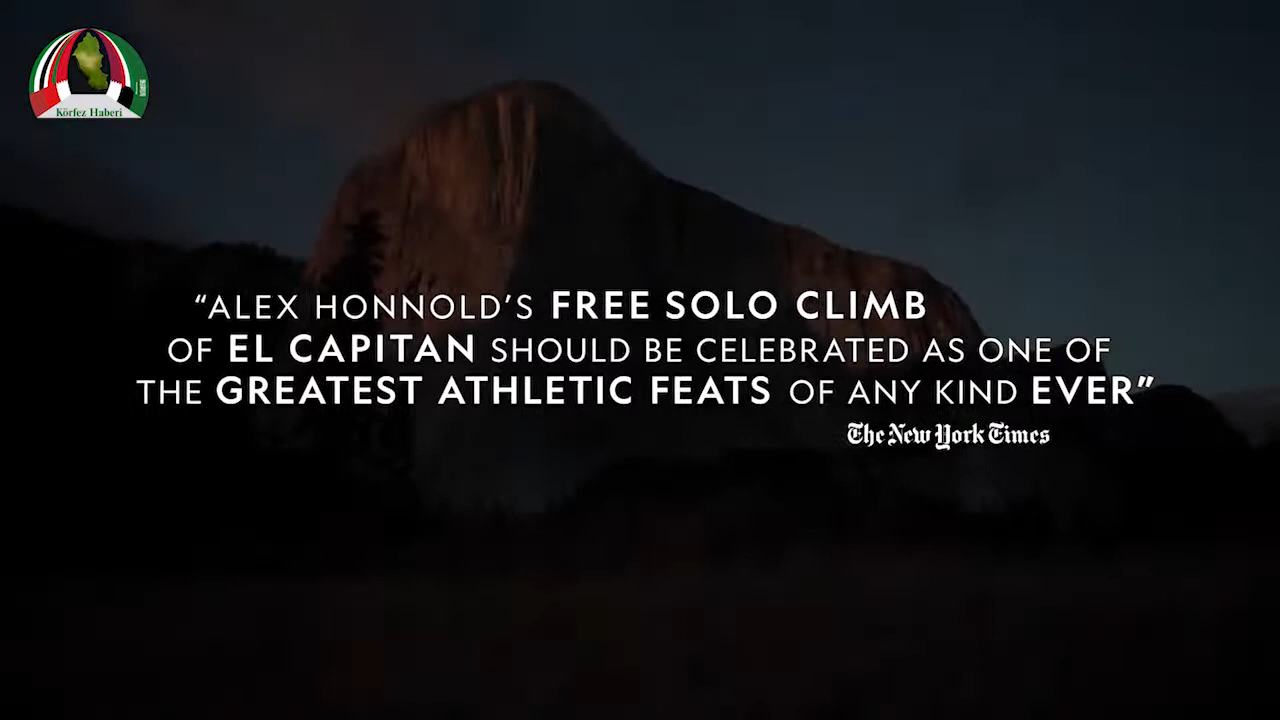 Körfez Haberi
“ALEX HONNOLD’S FREE SOLO CLIMB
OF EL CAPITAN SHOULD BE CELEBRATED AS ONE OF
THE GREATEST ATHLETIC FEATS OF ANY KIND EVER”
The New York Times